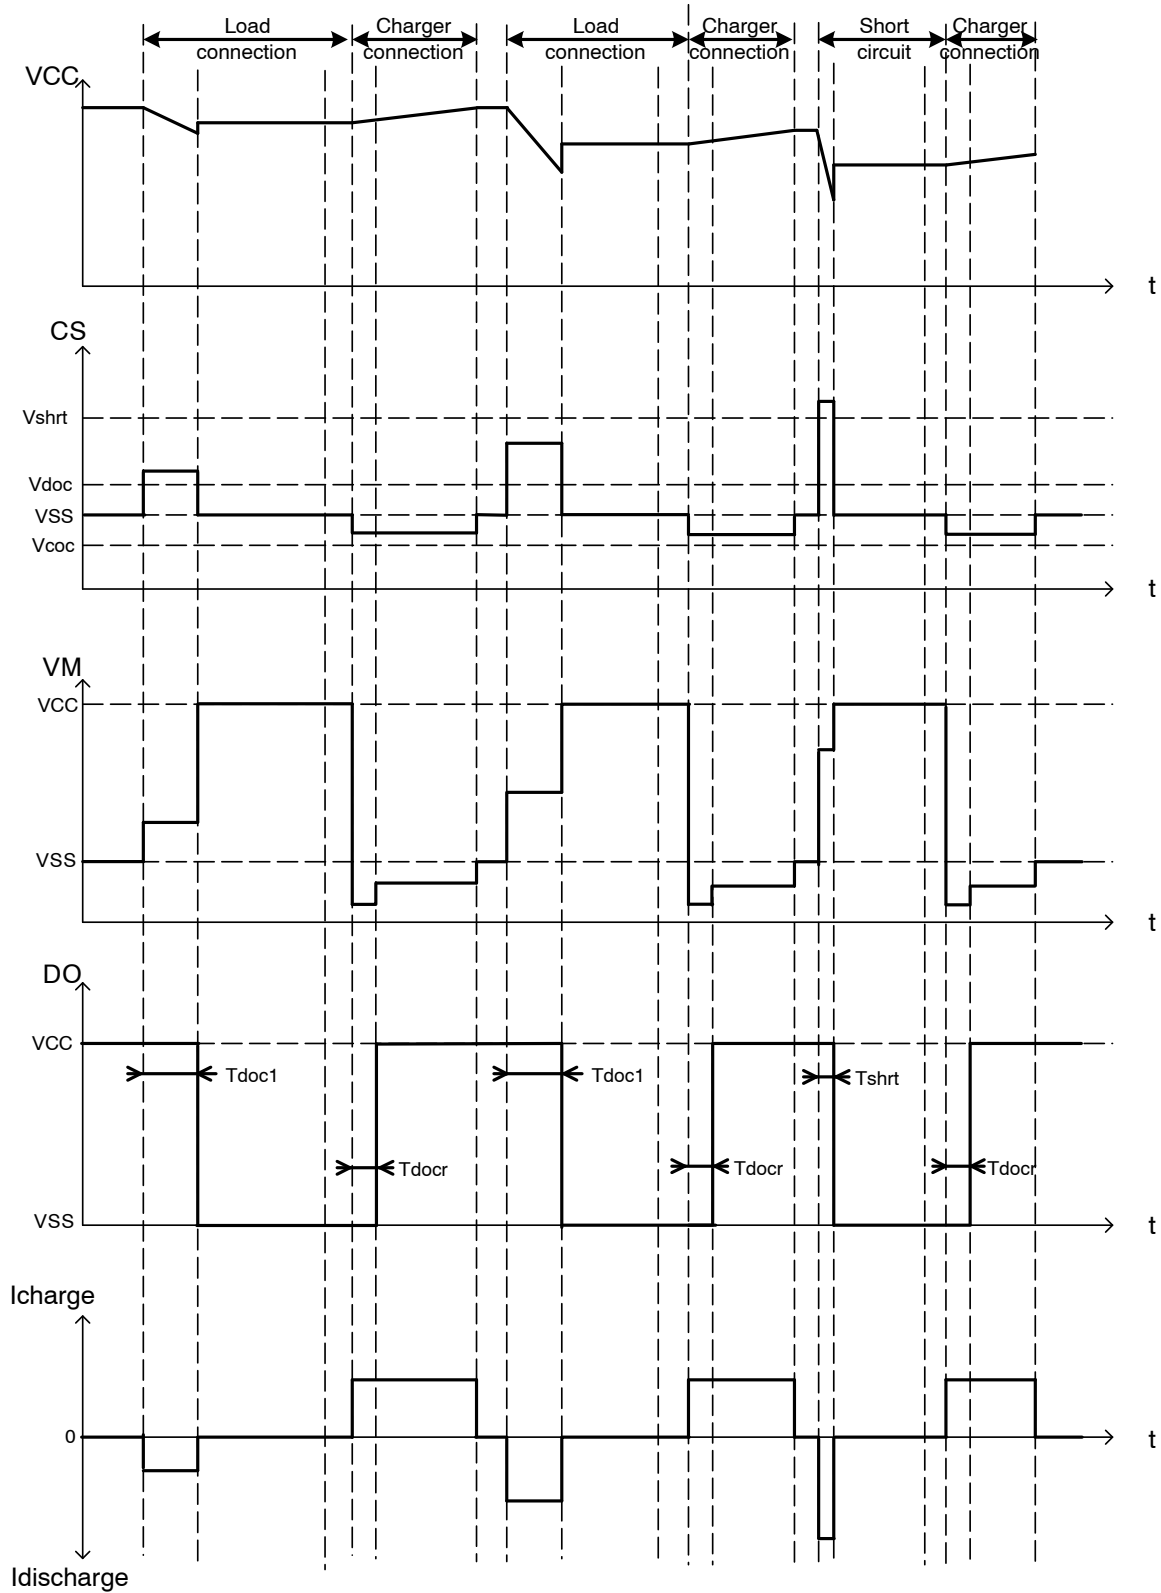 Load
connection
Charger
connection
Load
connection
Charger
connection
Short
circuit
Charger
connection
VCC
t
CS
Vshrt
Vdoc
VSS
Vcoc
t
VM
VCC
VSS
t
DO
VCC
Tdoc1
Tdoc1
Tshrt
Tdocr
Tdocr
Tdocr
VSS
t
Icharge
0
t
Idischarge